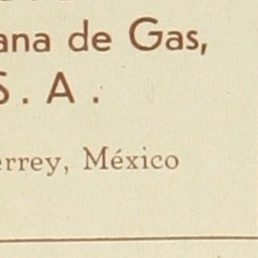 ana de Gas,
S. A.
errey, México